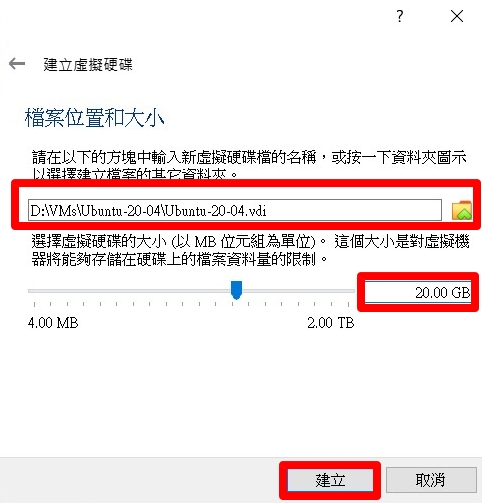 ?
建立虛擬硬碟
檔案位置和大小
請在以下的方塊中輸入新虛擬硬碟檔的名稱，或按一下資料夾圖示
以選擇建立檔案的其它資料夾。
D:\VMs\Ubuntu-20-04\Ubuntu-20-04.vdi
選擇虛擬硬碟的大小 (以 MB 位元組為單位)。 這個大小是對虛擬機
器將能夠存儲在硬碟上的檔案資料量的限制。
20.00 GB
4.00 MB 2.00 TB
建立 取消